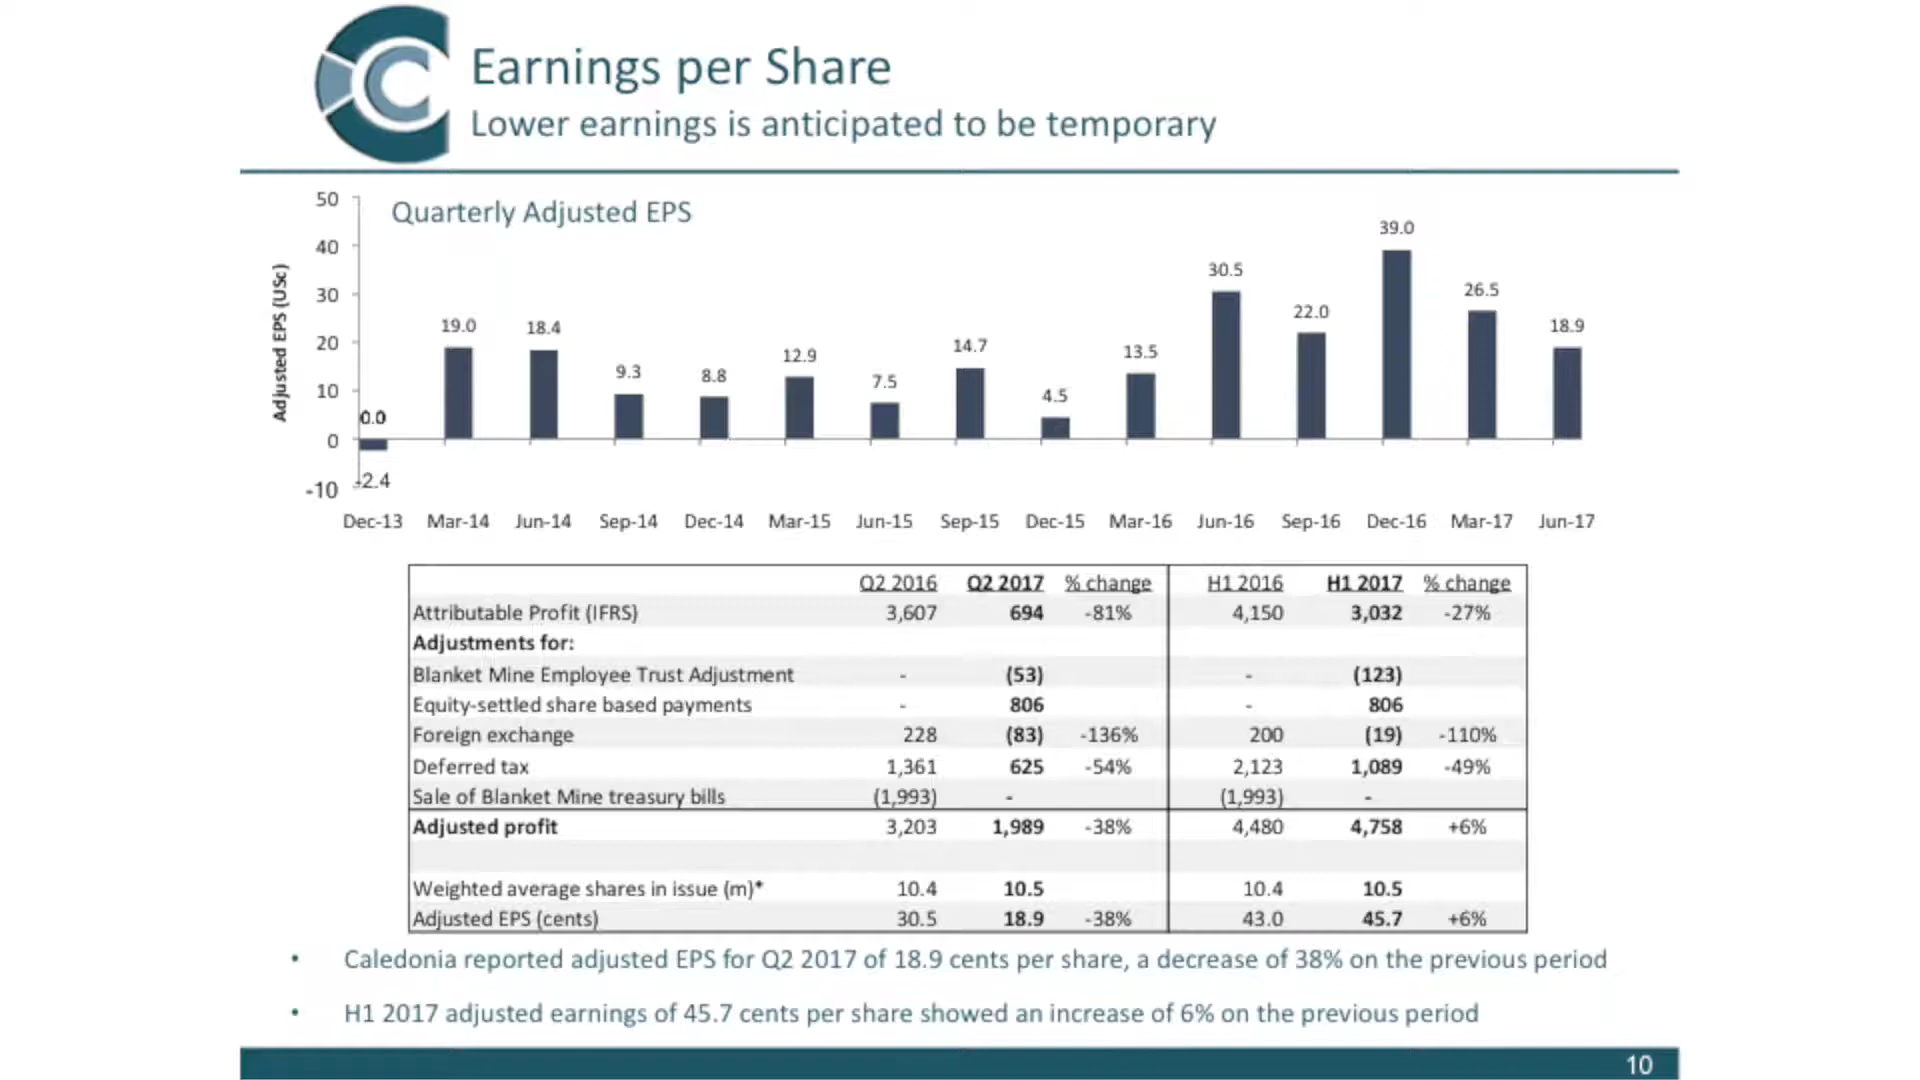 Earnings per Share
Lower earnings is anticipated to be temporary
Quarterly Adjusted EPS
Adjusted EPS (USc)
50
40
30
20
10
0
-10
0.0
-2.4
19.0
18.4
9.3
8.8
12.9
7.5
14.7
4.5
13.5
30.5
22.0
39.0
26.5
18.9
Dec-13 Mar-14 Jun-14 Sep-14 Dec-14 Mar-15 Jun-15 Sep-15 Dec-15 Mar-16 Jun-16 Sep-16 Dec-16 Mar-17 Jun-17
Q2 2016 Q2 2017 % change H1 2016 H1 2017 % change
Attributable Profit (IFRS) 3,607 694 -81% 4,150 3,032 -27%
Adjustments for:
Blanket Mine Employee Trust Adjustment - (53) - (123)
Equity-settled share based payments - 806 - 806
Foreign exchange 228 (83) -136% 200 (19) -110%
Deferred tax 1,361 625 -54% 2,123 1,089 -49%
Sale of Blanket Mine treasury bills (1,993) - (1,993) -
Adjusted profit 3,203 1,989 -38% 4,480 4,758 +6%
Weighted average shares in issue (m)* 10.4 10.5 10.4 10.5
Adjusted EPS (cents) 30.5 18.9 -38% 43.0 45.7 +6%
• Caledonia reported adjusted EPS for Q2 2017 of 18.9 cents per share, a decrease of 38% on the previous period
• H1 2017 adjusted earnings of 45.7 cents per share showed an increase of 6% on the previous period
10